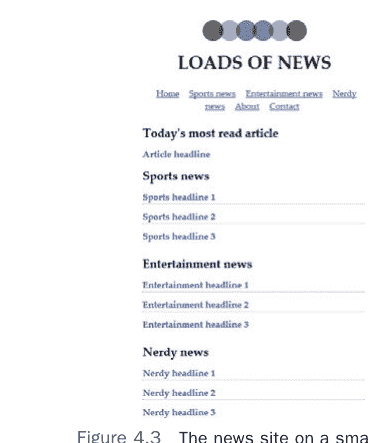 LOADS OF NEWS
Home Sports news Entertainment news Nerdy
news About Contact
Today's most read article
Article headline
Sports news
Sports headline 1
Sports headline 2
Sports headline 3
Entertainment news
Entertainment headline 1
Entertainment headline 2
Entertainment headline 3
Nerdy news
Nerdy headline 1
Nerdy headline 2
Nerdy headline 3
Figure 4.3 The news site on a sma